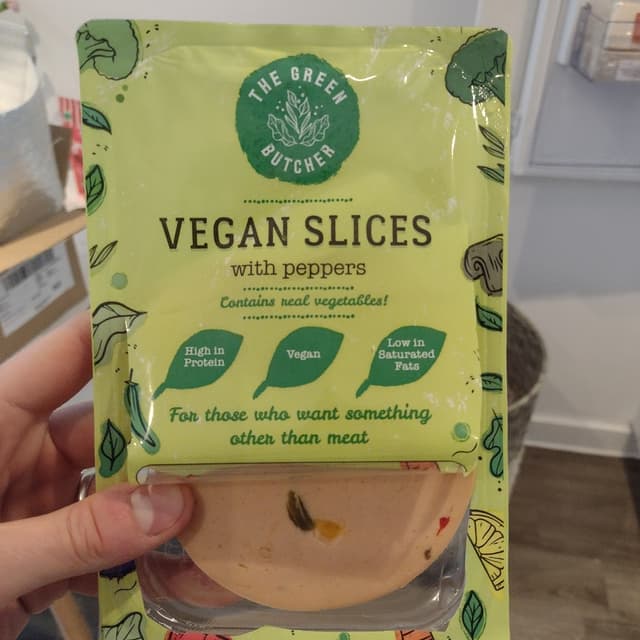 THE GREEN
BUTCHER
VEGAN SLICES
with peppers
Contains real vegetables!
High in
Protein
Vegan
Low in
Saturated
Fats
For those who want something
other than meat